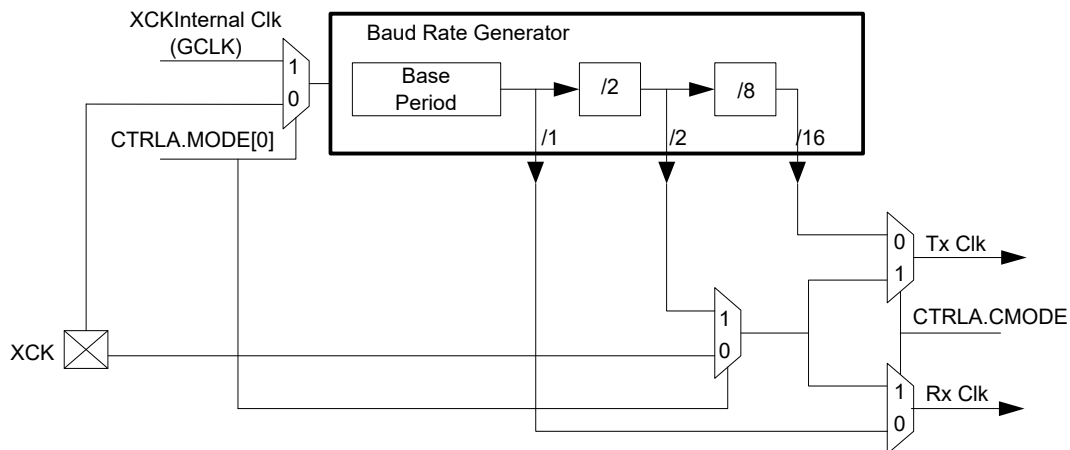 XCKInternal Clk
(GCLK)
Baud Rate Generator
1
0
Base
Period
/2
/8
CTRLA.MODE[0]
/1
/2
/16
0
1
Tx Clk
1
0
CTRLA.CMODE
XCK
1
0
Rx Clk